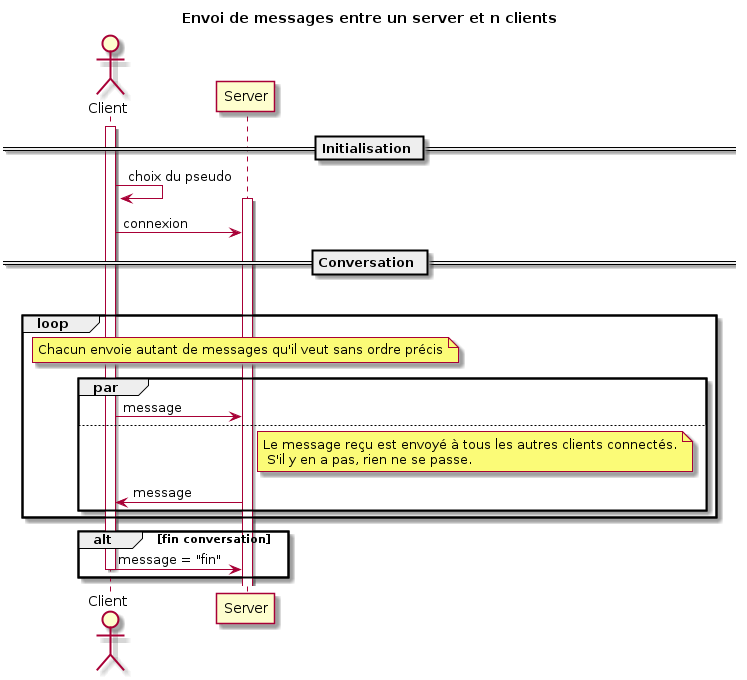 Envoi de messages entre un server et n clients
Client
Server
Initialisation
choix du pseudo
connexion
Conversation
loop
Chacun envoie autant de messages qu'il veut sans ordre précis
par
message
Le message reçu est envoyé à tous les autres clients connectés.
S'il y en a pas, rien ne se passe.
message
alt [fin conversation]
message = "fin"
Client
Server